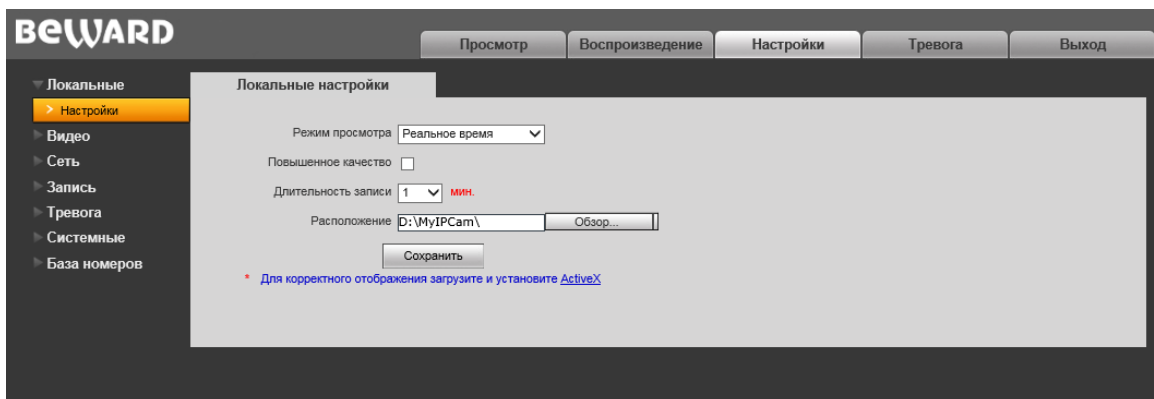 BEWARD
Просмотр Воспроизведение Настройки Тревога Выход
Локальные
Настройки
Видео
Сеть
Запись
Тревога
Системные
База номеров
Локальные настройки
Режим просмотра Реальное время
Повышенное качество
Длительность записи 1 мин.
Расположение D:\MyIPCam\ Обзор...
Сохранить
* Для корректного отображения загрузите и установите ActiveX